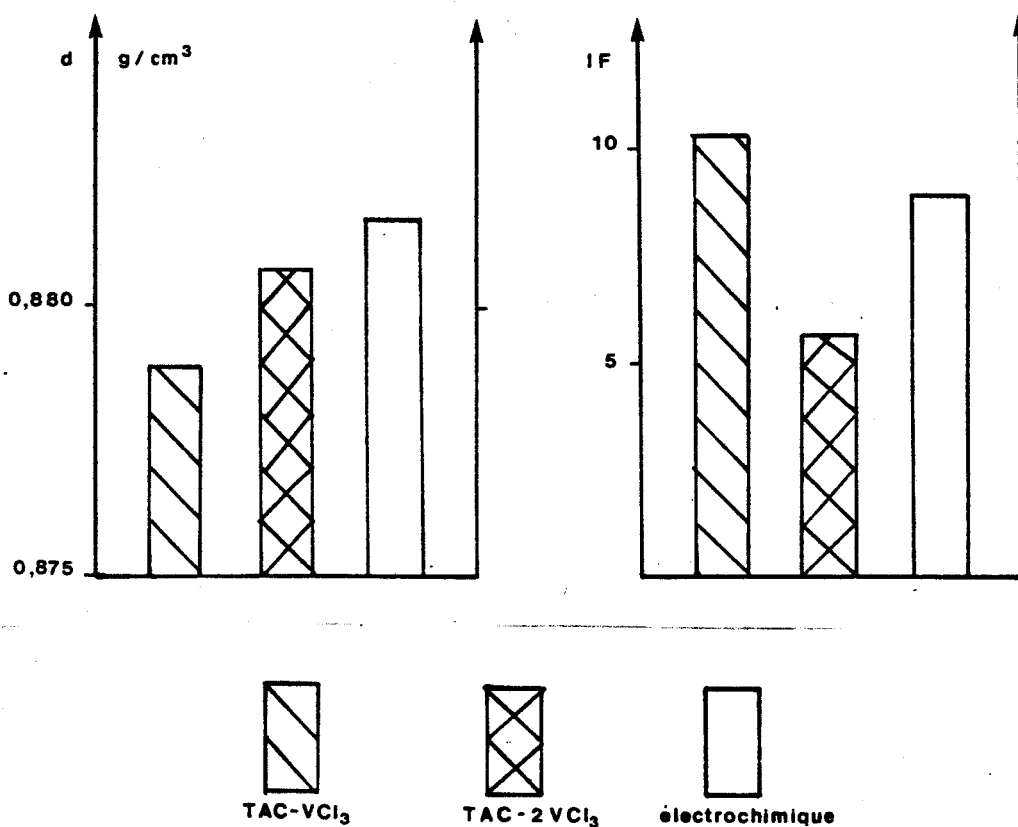 d g/cm³
0,880
0,875
IF
10
5
TAC-VCl₃
TAC-2VCl₃
électrochimique